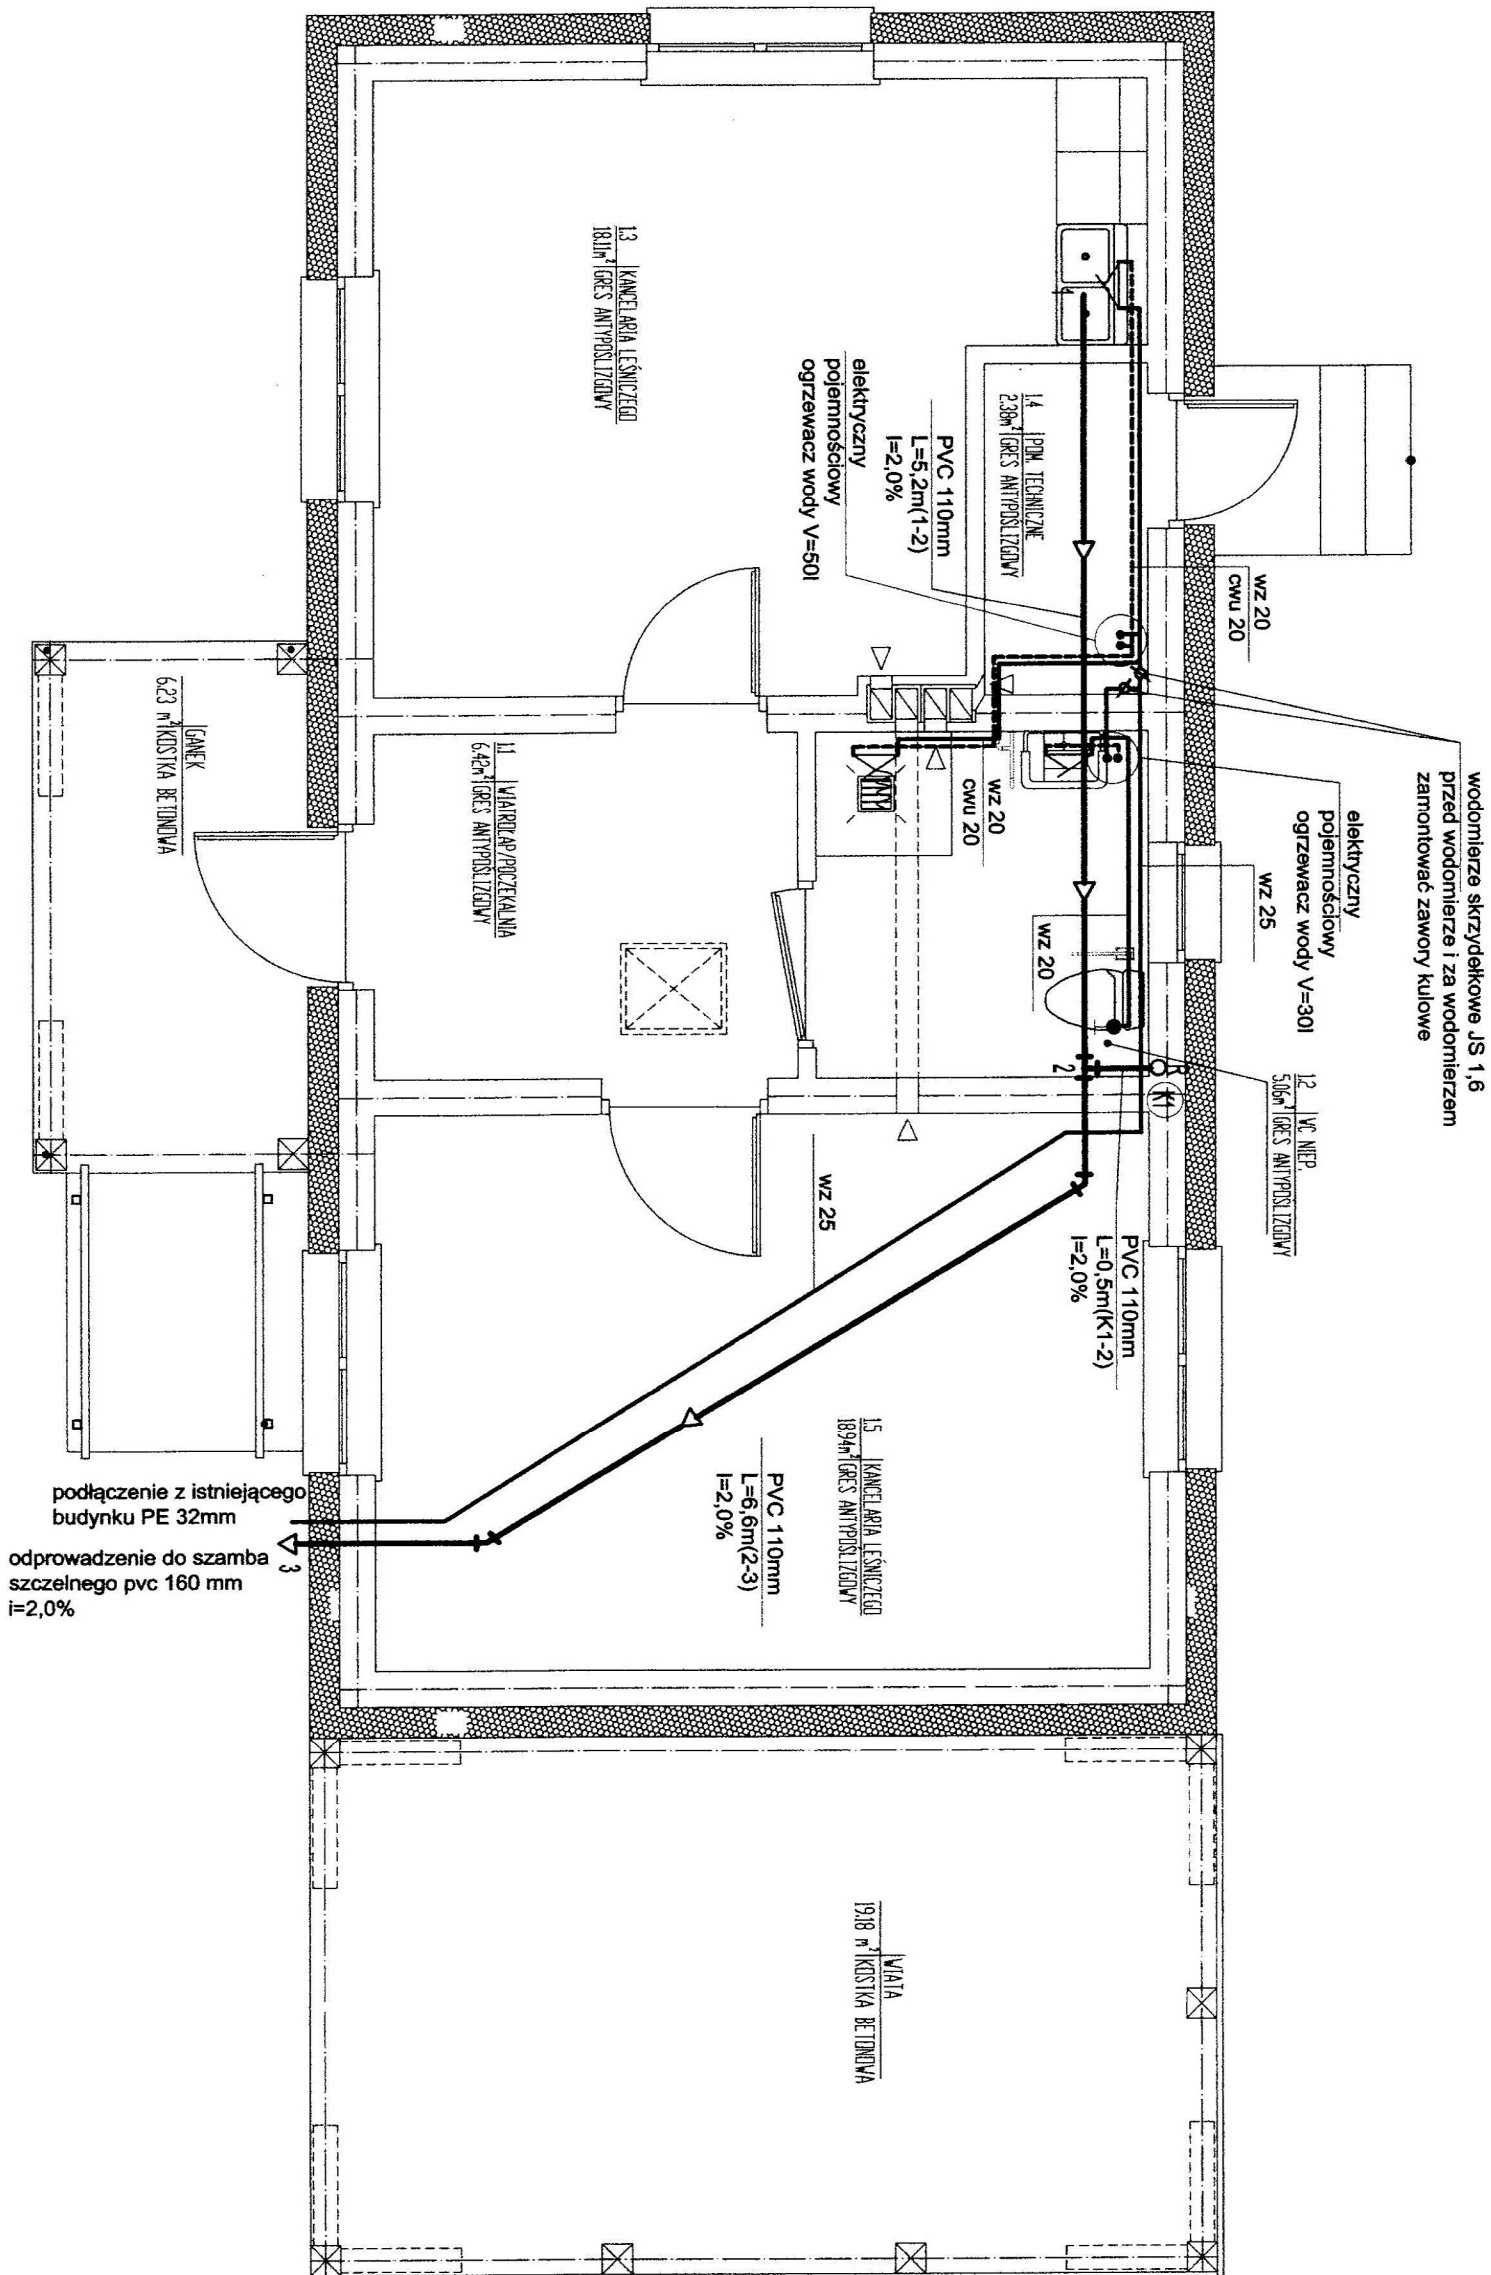 wodomierze skrzydełkowe JS 1,6
przed wodomierze i za wodomierzem
zamontować zawory kulowe
elektryczny
pojemnościowy
ogrzewacz wody V=30l
wz 25
wz 20
cwu 20
1.2 WC NIEP.
5.06m² GRES ANTYPOŚLIZGOWY
K1
2
wz 20
wz 20
cwu 20
1.4 POM. TECHNICZNE
2.38m² GRES ANTYPOŚLIZGOWY
PVC 110mm
L=5,2m(1-2)
I=2,0%
elektryczny
pojemnościowy
ogrzewacz wody V=50l
1
1.3 KANCELARIA LEŚNICZEGO
18.11m² GRES ANTYPOŚLIZGOWY
1.1 WIATROŁAP/POCZEKALNIA
6.42m² GRES ANTYPOŚLIZGOWY
GANEK
6.23 m² KOSTKA BETONOWA
PVC 110mm
L=0,5m(K1-2)
I=2,0%
wz 25
1.5 KANCELARIA LEŚNICZEGO
18.94m² GRES ANTYPOŚLIZGOWY
PVC 110mm
L=6,6m(2-3)
I=2,0%
podłączenie z istniejącego
budynku PE 32mm
odprowadzenie do szamba
szczelnego pvc 160 mm
i=2,0%
3
WIATA
19.18 m² KOSTKA BETONOWA